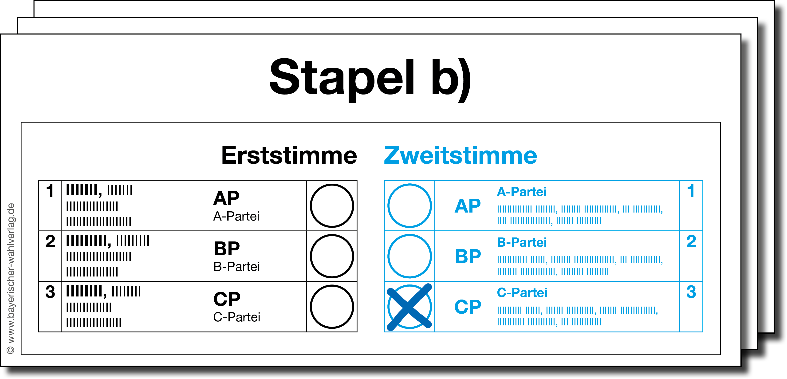 Stapel b)
Erststimme
Zweitstimme
1
AP
A-Partei
AP
A-Partei
1
2
BP
B-Partei
BP
B-Partei
2
3
CP
C-Partei
CP
C-Partei
3
© www.bayerischer-wahlverlag.de